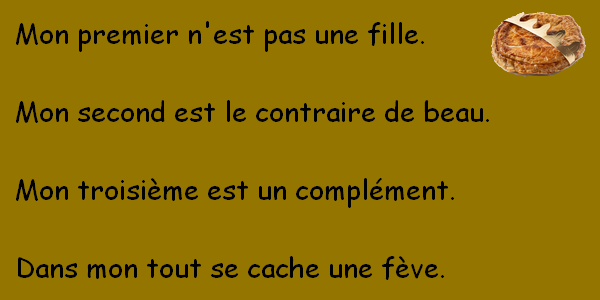 Mon premier n'est pas une fille.
Mon second est le contraire de beau.
Mon troisième est un complément.
Dans mon tout se cache une fève.